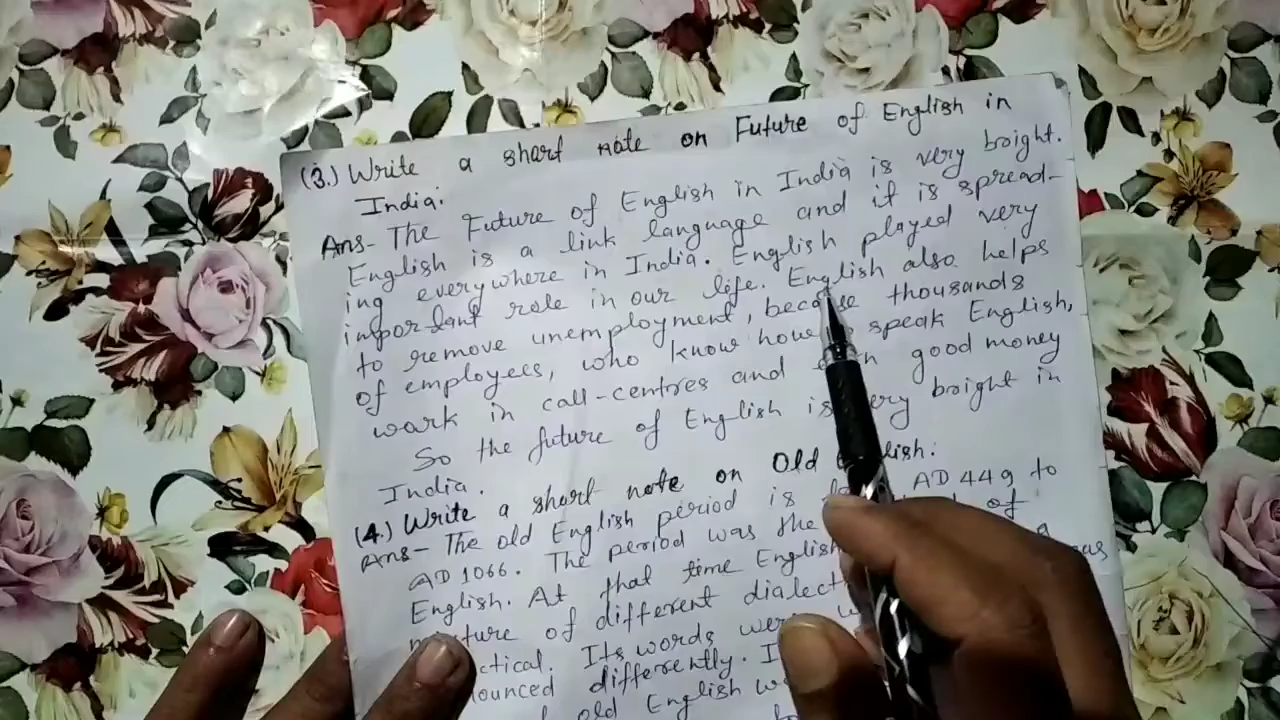 (3.) Write a short note on Future of English in
India:
Ans- The Future of English in India is very bright.
English is a link language and it is spread-
ing everywhere in India. English played very
important role in our life. English also helps
to remove unemployment, because thousands
of employees, who know how speak English,
work in call-centres and good money
So the future of English is very bright in
India.
(4.) Write a short note on Old English:
Ans- The old English period is AD 449 to
AD 1066. The period was the of
English. At that time English
of different dialect
Its words were
differently.
old English